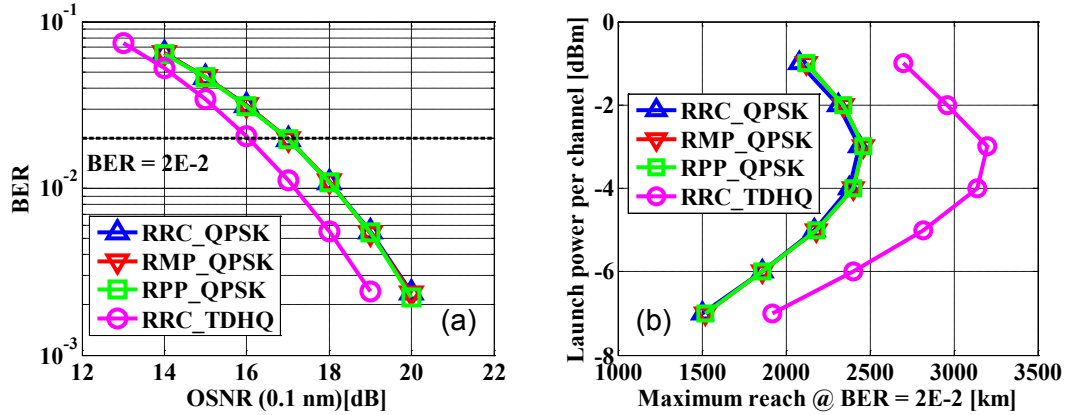 10^-1
10^-2
10^-3
BER
BER = 2E-2
RRC_QPSK
RMP_QPSK
RPP_QPSK
RRC_TDHQ
(a)
12 14 16 18 20 22
OSNR (0.1 nm)[dB]
0
-2
-4
-6
-8
Launch power per channel [dBm]
RRC_QPSK
RMP_QPSK
RPP_QPSK
RRC_TDHQ
(b)
1000 1500 2000 2500 3000 3500
Maximum reach @ BER = 2E-2 [km]